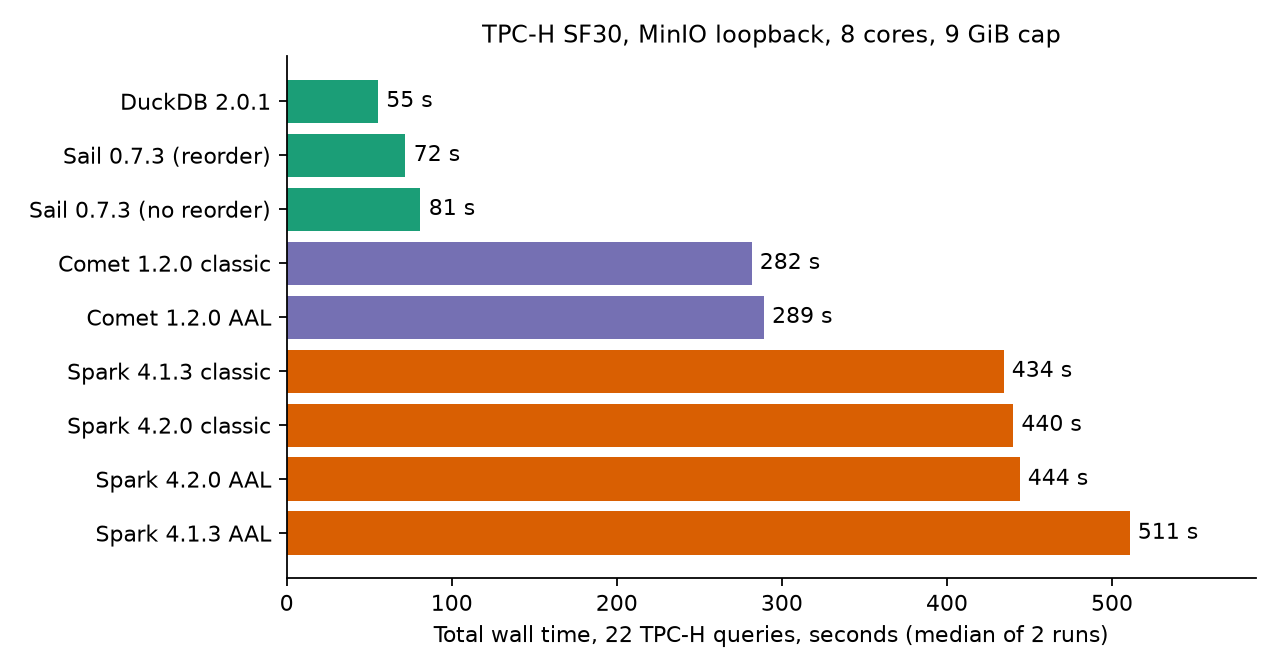 TPC-H SF30, MinIO loopback, 8 cores, 9 GiB cap
DuckDB 2.0.1 55 s
Sail 0.7.3 (reorder) 72 s
Sail 0.7.3 (no reorder) 81 s
Comet 1.2.0 classic 282 s
Comet 1.2.0 AAL 289 s
Spark 4.1.3 classic 434 s
Spark 4.2.0 classic 440 s
Spark 4.2.0 AAL 444 s
Spark 4.1.3 AAL 511 s
0 100 200 300 400 500
Total wall time, 22 TPC-H queries, seconds (median of 2 runs)